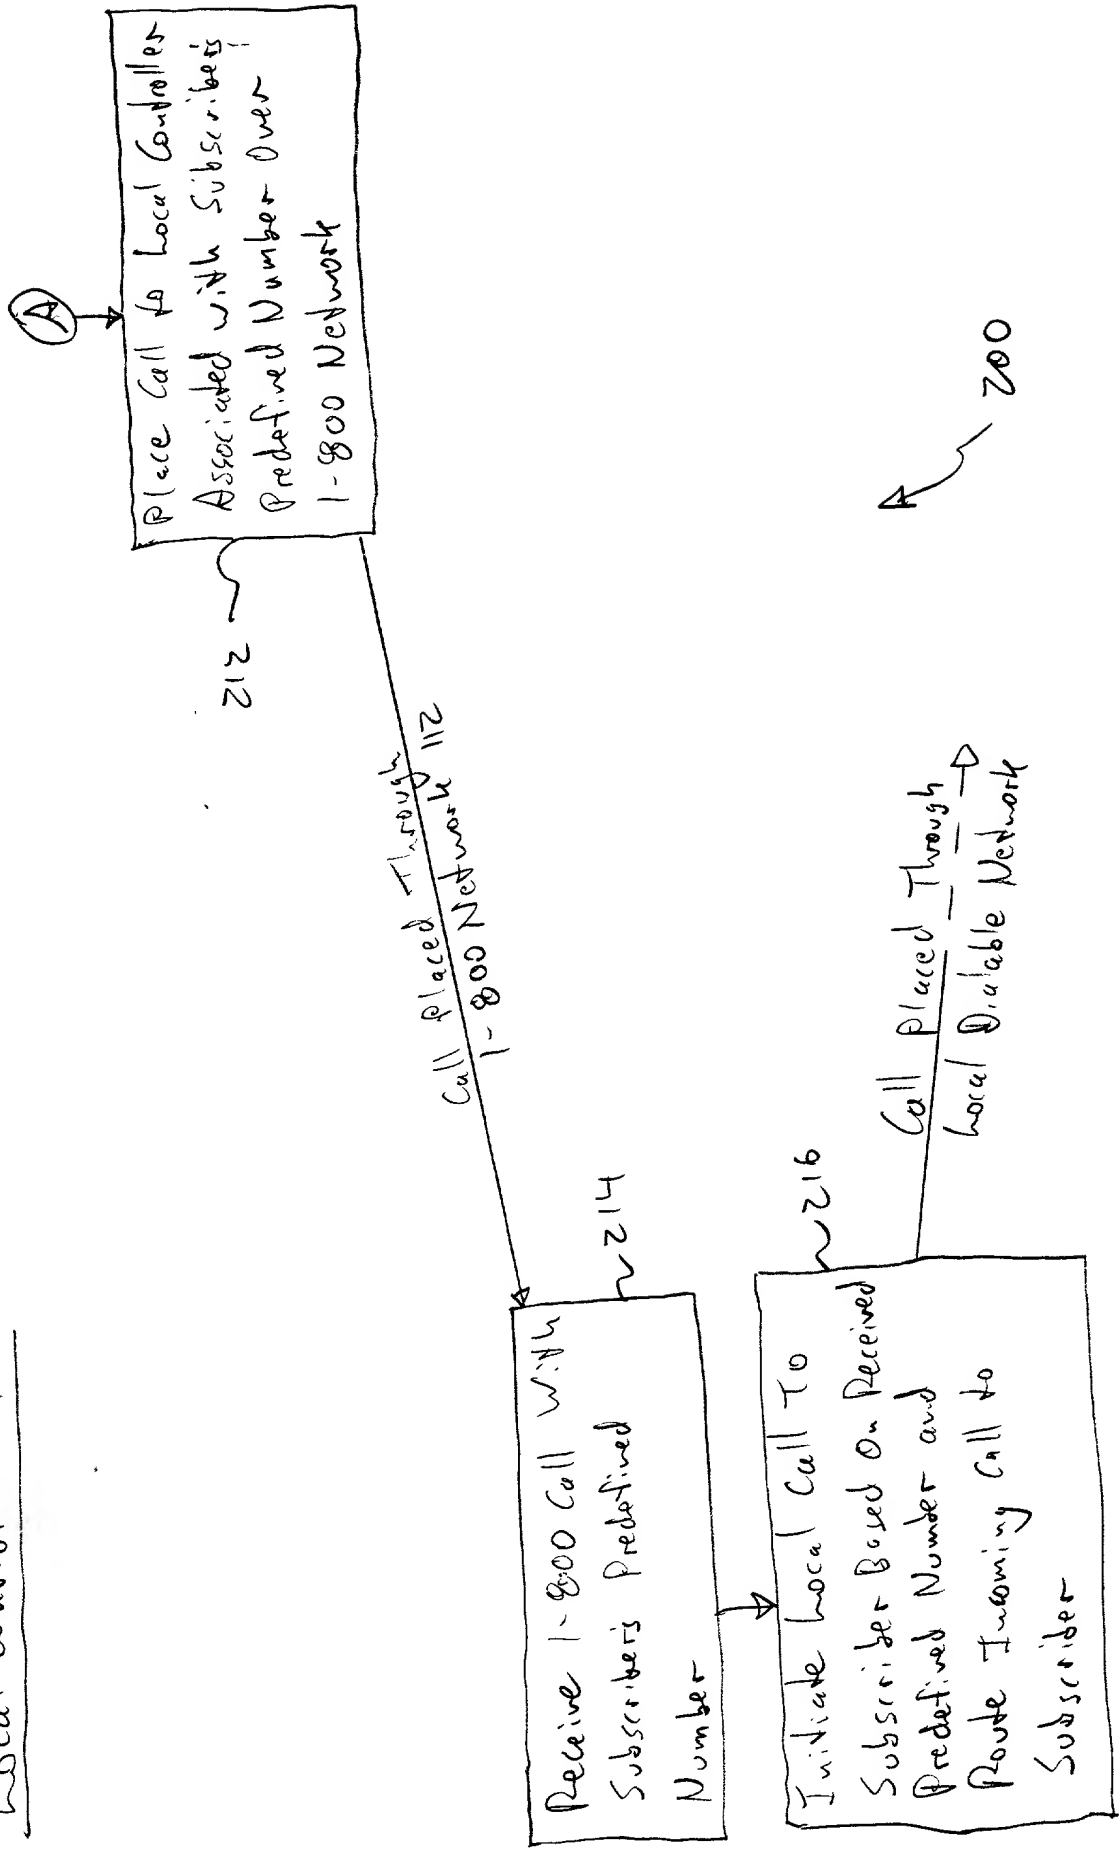 Local
A
Place Call to Local Controller
Associated with Subscriber's
Predefined Number Over
1-800 Network
212
Call Placed Through
1-800 Network 112
Receive 1-800 Call With
Subscriber's Predefined
Number
214
Initiate Local Call To
Subscriber Based On Received
Predefined Number and
Route Incoming Call to
Subscriber
216
Call Placed Through
Local Dialable Network
200